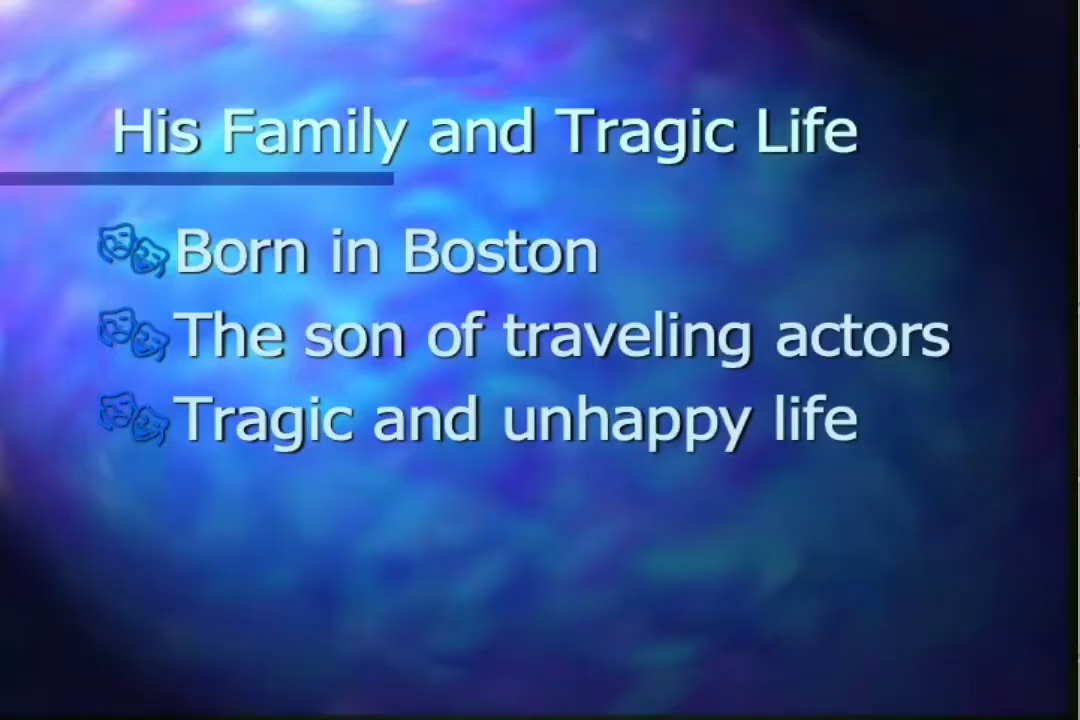 His Family and Tragic Life
Born in Boston
The son of traveling actors
Tragic and unhappy life